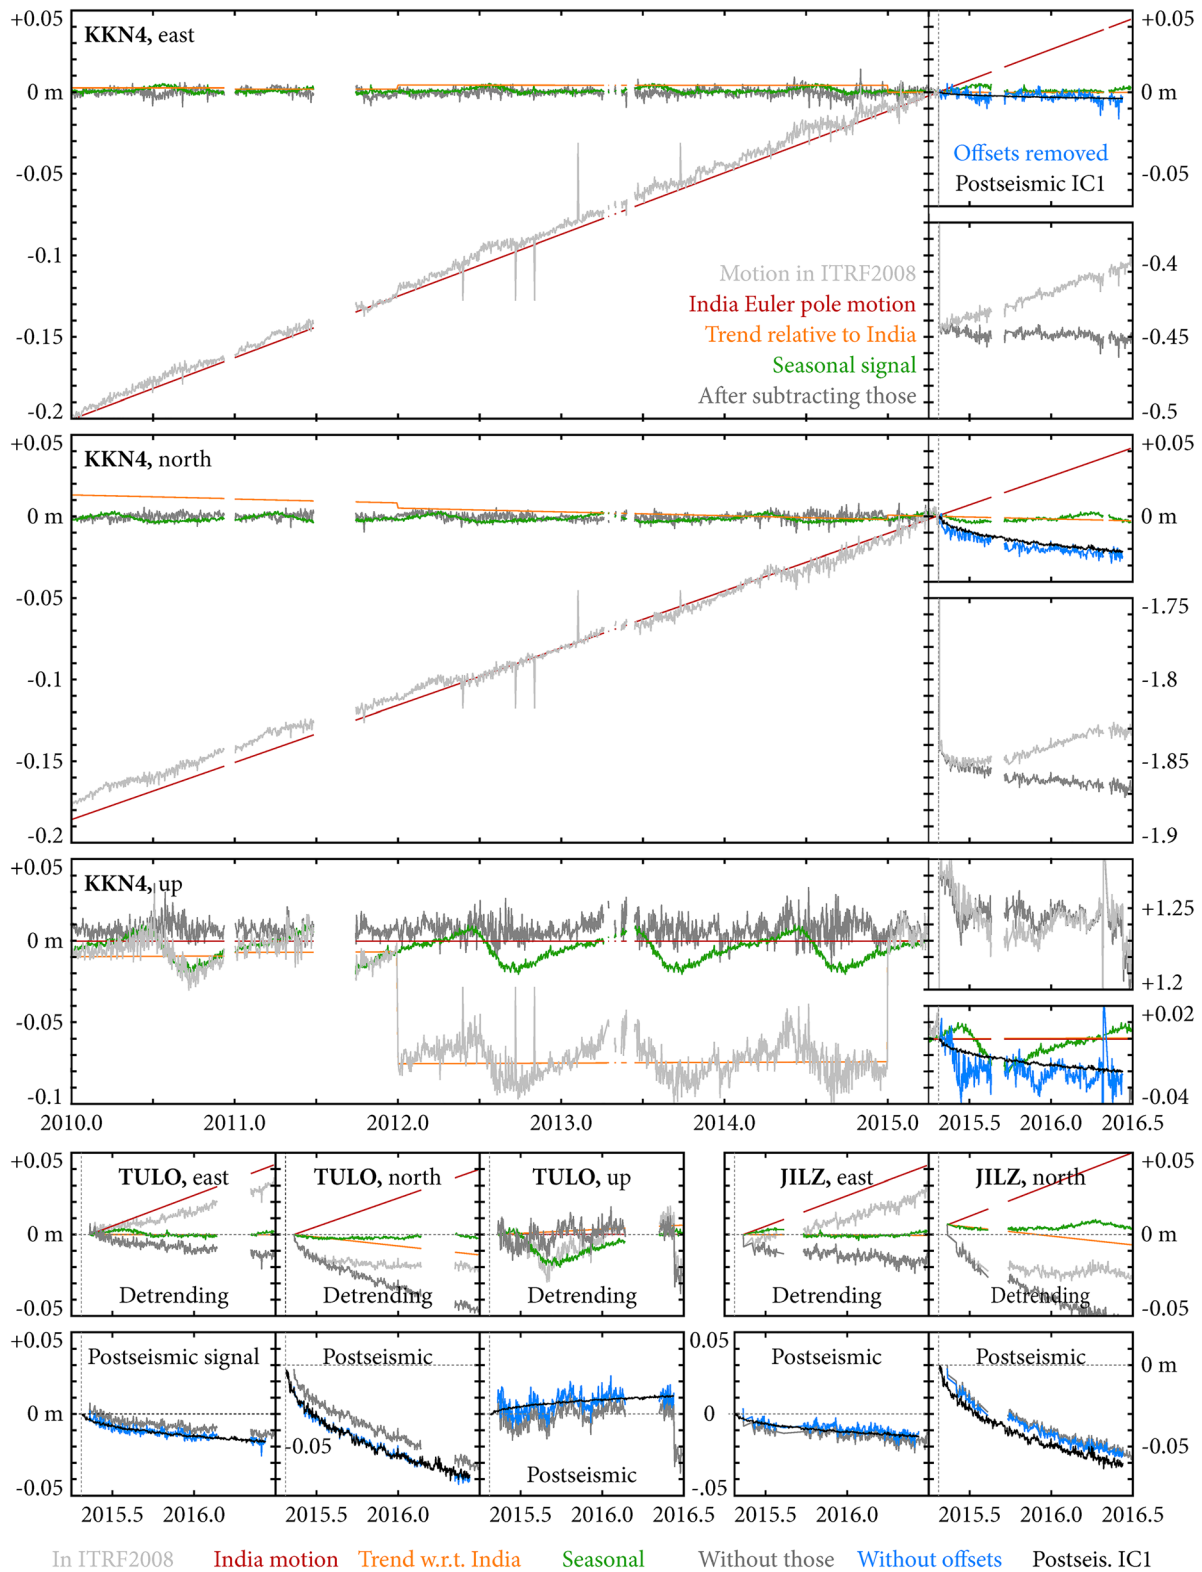 +0.05 +0.05
KKN4, east
0 m 0 m
Offsets removed
-0.05 Postseismic IC1 -0.05
-0.1 -0.4
Motion in ITRF2008
India Euler pole motion
-0.15 Trend relative to India -0.45
Seasonal signal
After subtracting those
-0.2 -0.5
+0.05 +0.05
KKN4, north
0 m 0 m
-0.05 -1.75
-0.1 -1.8
-0.15 -1.85
-0.2 -1.9
+0.05
KKN4, up
+1.25
0 m
+1.2
-0.05 +0.02
-0.1 -0.04
2010.0 2011.0 2012.0 2013.0 2014.0 2015.0 2015.5 2016.0 2016.5
+0.05 TULO, east TULO, north TULO, up JILZ, east JILZ, north +0.05
0 m 0 m
Detrending Detrending Detrending Detrending Detrending
-0.05 -0.05
+0.05 0.05
Postseismic signal Postseismic Postseismic Postseismic 0 m
0 m 0
-0.05 -0.05
Postseismic
-0.05 -.05
2015.5 2016.0 2015.5 2016.0 2015.5 2016.0 2016.5 2015.5 2016.0 2015.5 2016.0 2016.5
In ITRF2008 India motion Trend w.r.t. India Seasonal Without those Without offsets Postseis. IC1